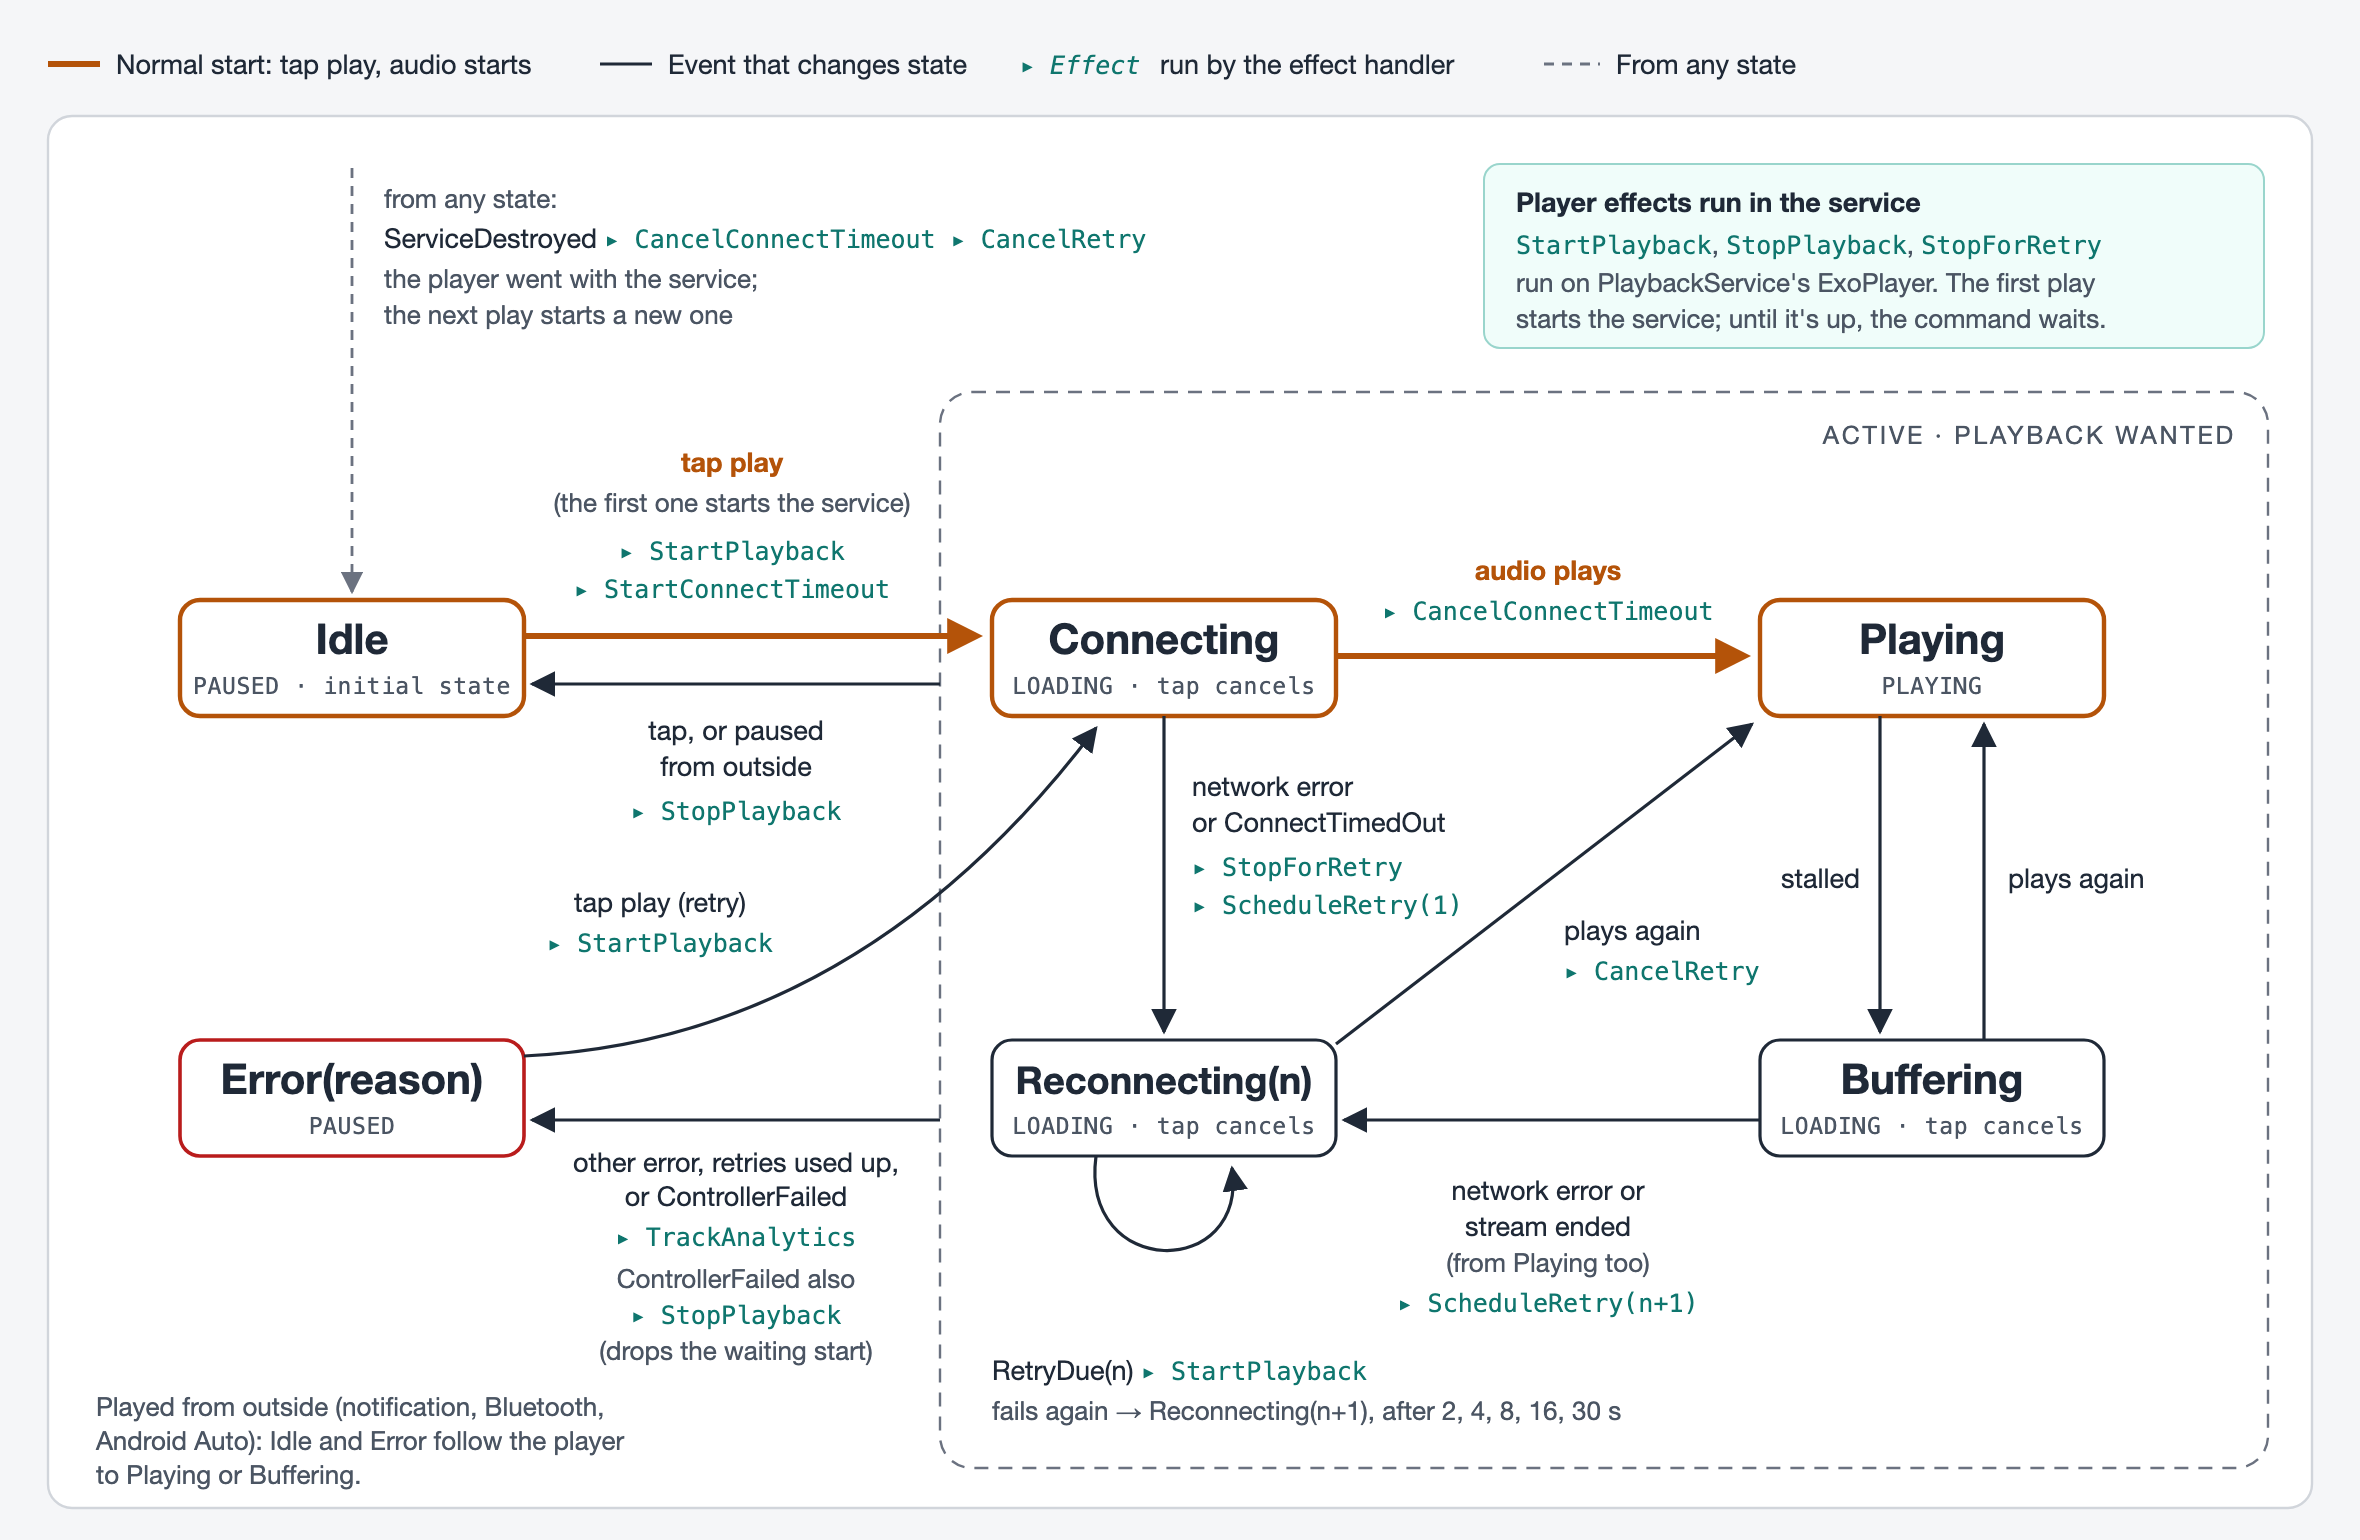 Normal start: tap play, audio starts
Event that changes state
▸ Effect run by the effect handler
From any state
from any state:
ServiceDestroyed ▸ CancelConnectTimeout ▸ CancelRetry
the player went with the service;
the next play starts a new one
Player effects run in the service
StartPlayback, StopPlayback, StopForRetry
run on PlaybackService's ExoPlayer. The first play
starts the service; until it's up, the command waits.
ACTIVE · PLAYBACK WANTED
tap play
(the first one starts the service)
▸ StartPlayback
▸ StartConnectTimeout
audio plays
▸ CancelConnectTimeout
Idle
PAUSED · initial state
Connecting
LOADING · tap cancels
Playing
PLAYING
tap, or paused
from outside
▸ StopPlayback
network error
or ConnectTimedOut
▸ StopForRetry
▸ ScheduleRetry(1)
stalled
plays again
tap play (retry)
▸ StartPlayback
plays again
▸ CancelRetry
Error(reason)
PAUSED
Reconnecting(n)
LOADING · tap cancels
Buffering
LOADING · tap cancels
other error, retries used up,
or ControllerFailed
▸ TrackAnalytics
ControllerFailed also
▸ StopPlayback
(drops the waiting start)
network error or
stream ended
(from Playing too)
▸ ScheduleRetry(n+1)
RetryDue(n) ▸ StartPlayback
fails again → Reconnecting(n+1), after 2, 4, 8, 16, 30 s
Played from outside (notification, Bluetooth,
Android Auto): Idle and Error follow the player
to Playing or Buffering.